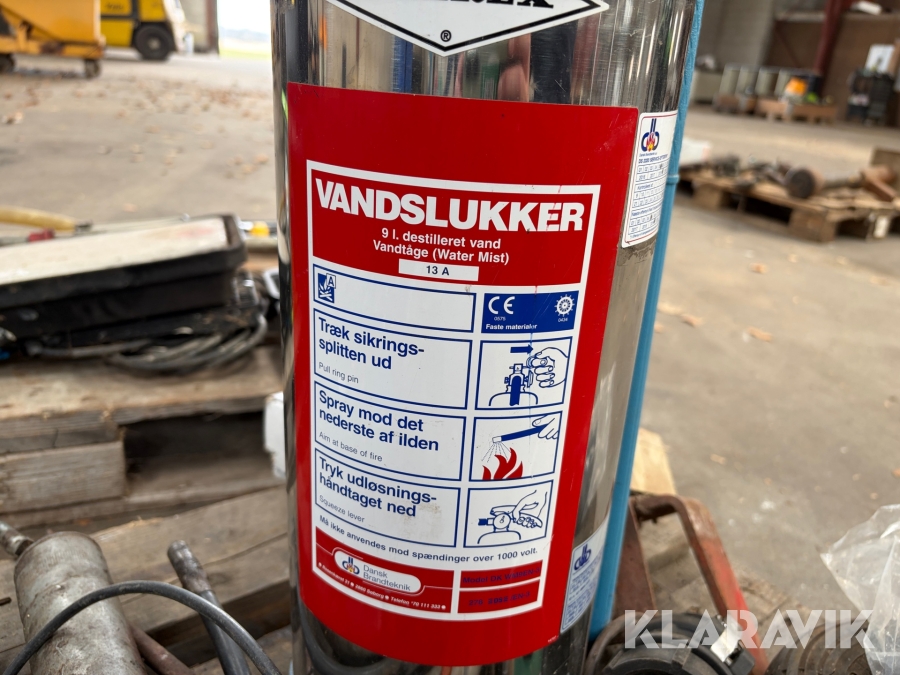 ®
VANDSLUKKER
9 l. destilleret vand
Vandtåge (Water Mist)
13 A
A
CE
0575
0434
Faste materialer
Træk sikrings-
splitten ud
Pull ring pin
Spray mod det
nederste af ilden
Aim at base of fire
Tryk udløsnings-
håndtaget ned
Squeeze lever
Må ikke anvendes mod spændinger over 1000 volt.
Dansk
Brandteknik
KLARAVIK